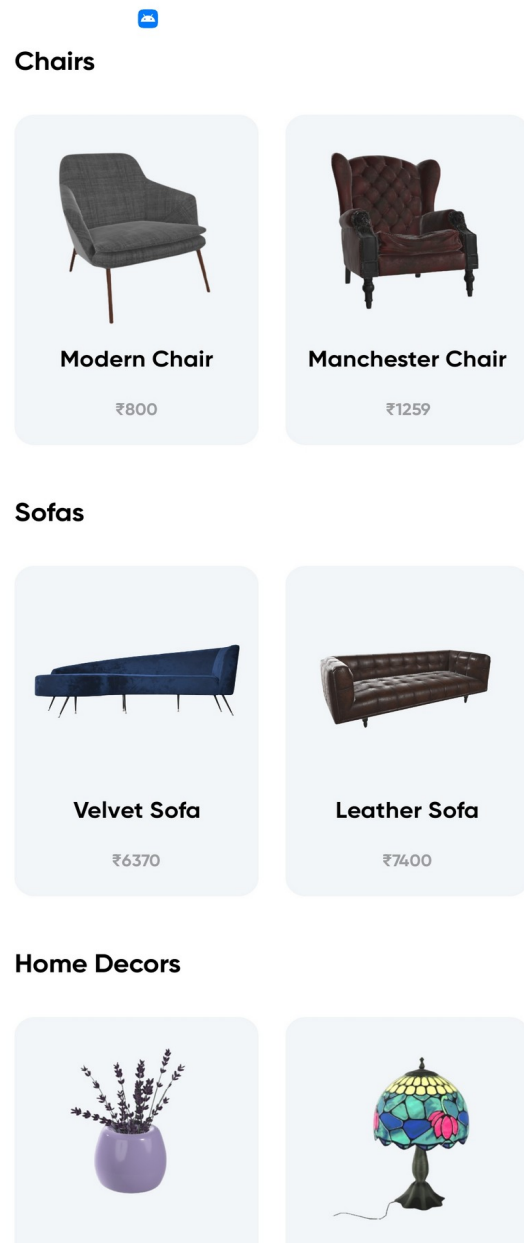 Chairs
Modern Chair
₹800
Manchester Chair
₹1259
Sofas
Velvet Sofa
₹6370
Leather Sofa
₹7400
Home Decors